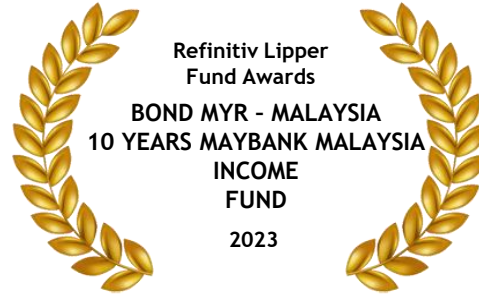 Refinitiv Lipper
Fund Awards
BOND MYR – MALAYSIA
10 YEARS MAYBANK MALAYSIA
INCOME
FUND
2023